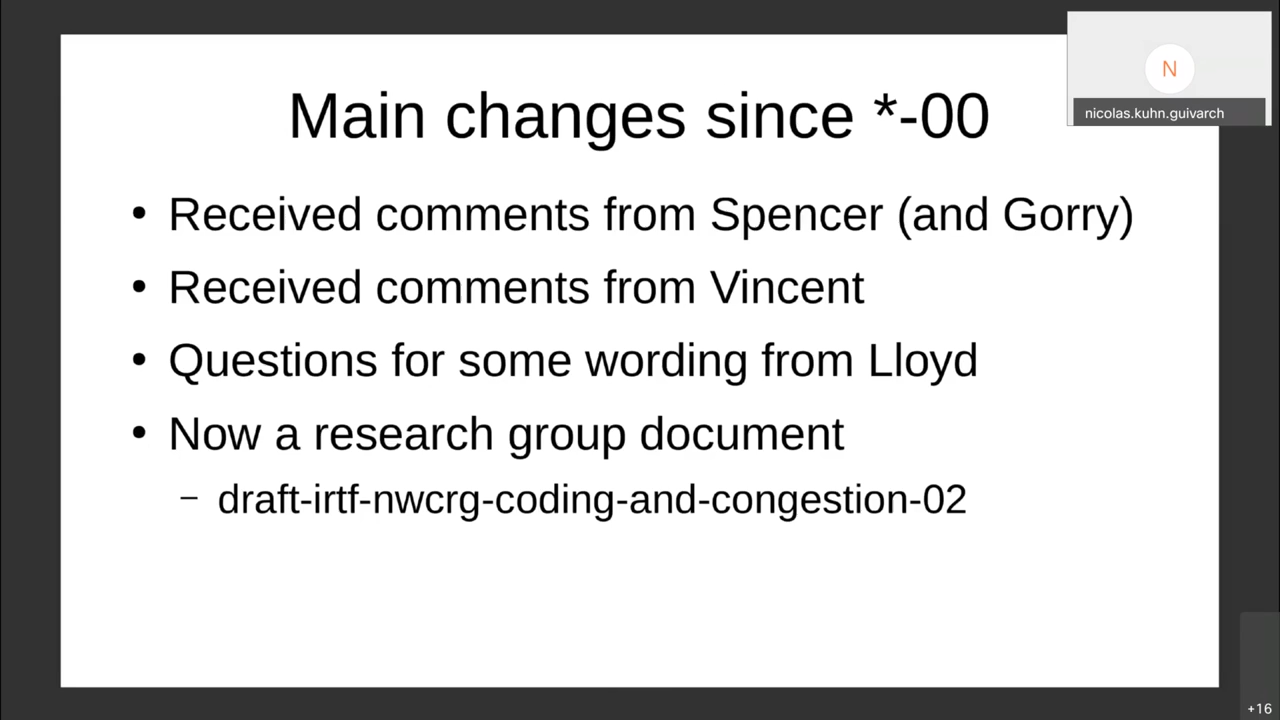 Main changes since *-00
N
nicolas.kuhn.guivarch
• Received comments from Spencer (and Gorry)
• Received comments from Vincent
• Questions for some wording from Lloyd
• Now a research group document
– draft-irtf-nwcrg-coding-and-congestion-02
+16